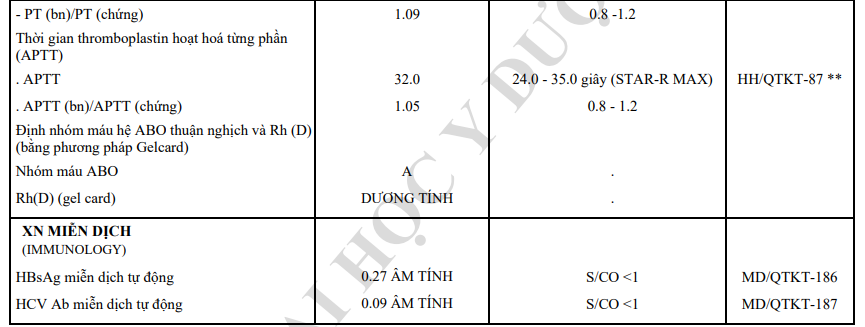 - PT (bn)/PT (chứng) 1.09 0.8 -1.2
Thời gian thromboplastin hoạt hoá từng phần
(APTT)
. APTT 32.0 24.0 - 35.0 giây (STAR-R MAX) HH/QTKT-87 **
. APTT (bn)/APTT (chứng) 1.05 0.8 - 1.2
Định nhóm máu hệ ABO thuận nghịch và Rh (D)
(bằng phương pháp Gelcard)
Nhóm máu ABO A .
Rh(D) (gel card) DƯƠNG TÍNH .
XN MIỄN DỊCH
(IMMUNOLOGY)
HBsAg miễn dịch tự động 0.27 ÂM TÍNH S/CO <1 MD/QTKT-186
HCV Ab miễn dịch tự động 0.09 ÂM TÍNH S/CO <1 MD/QTKT-187
ẠI HỌC Y DƯỢ